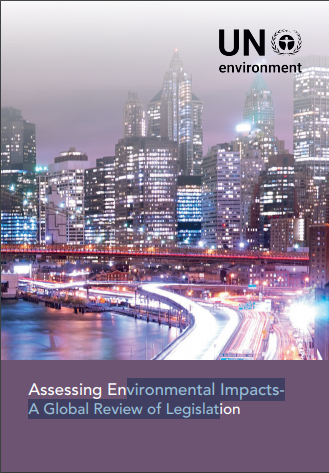 UN
environment
Assessing Environmental Impacts-
A Global Review of Legislation